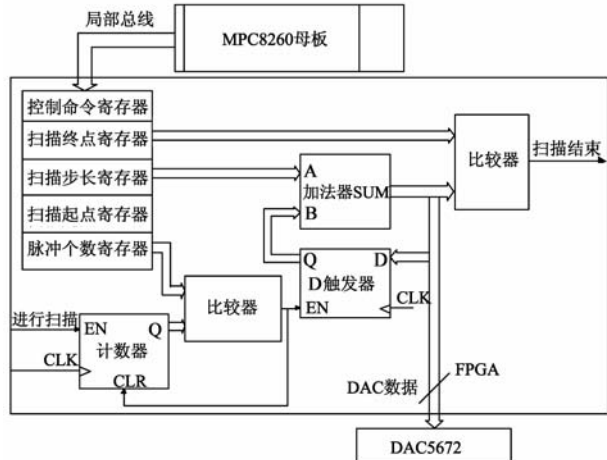 局部总线
MPC8260母板
控制命令寄存器
扫描终点寄存器
扫描步长寄存器
扫描起点寄存器
脉冲个数寄存器
A
加法器SUM
B
比较器
扫描结束
Q
D
D触发器
EN
CLK
比较器
进行扫描
EN
Q
计数器
CLK
CLR
DAC数据
FPGA
DAC5672